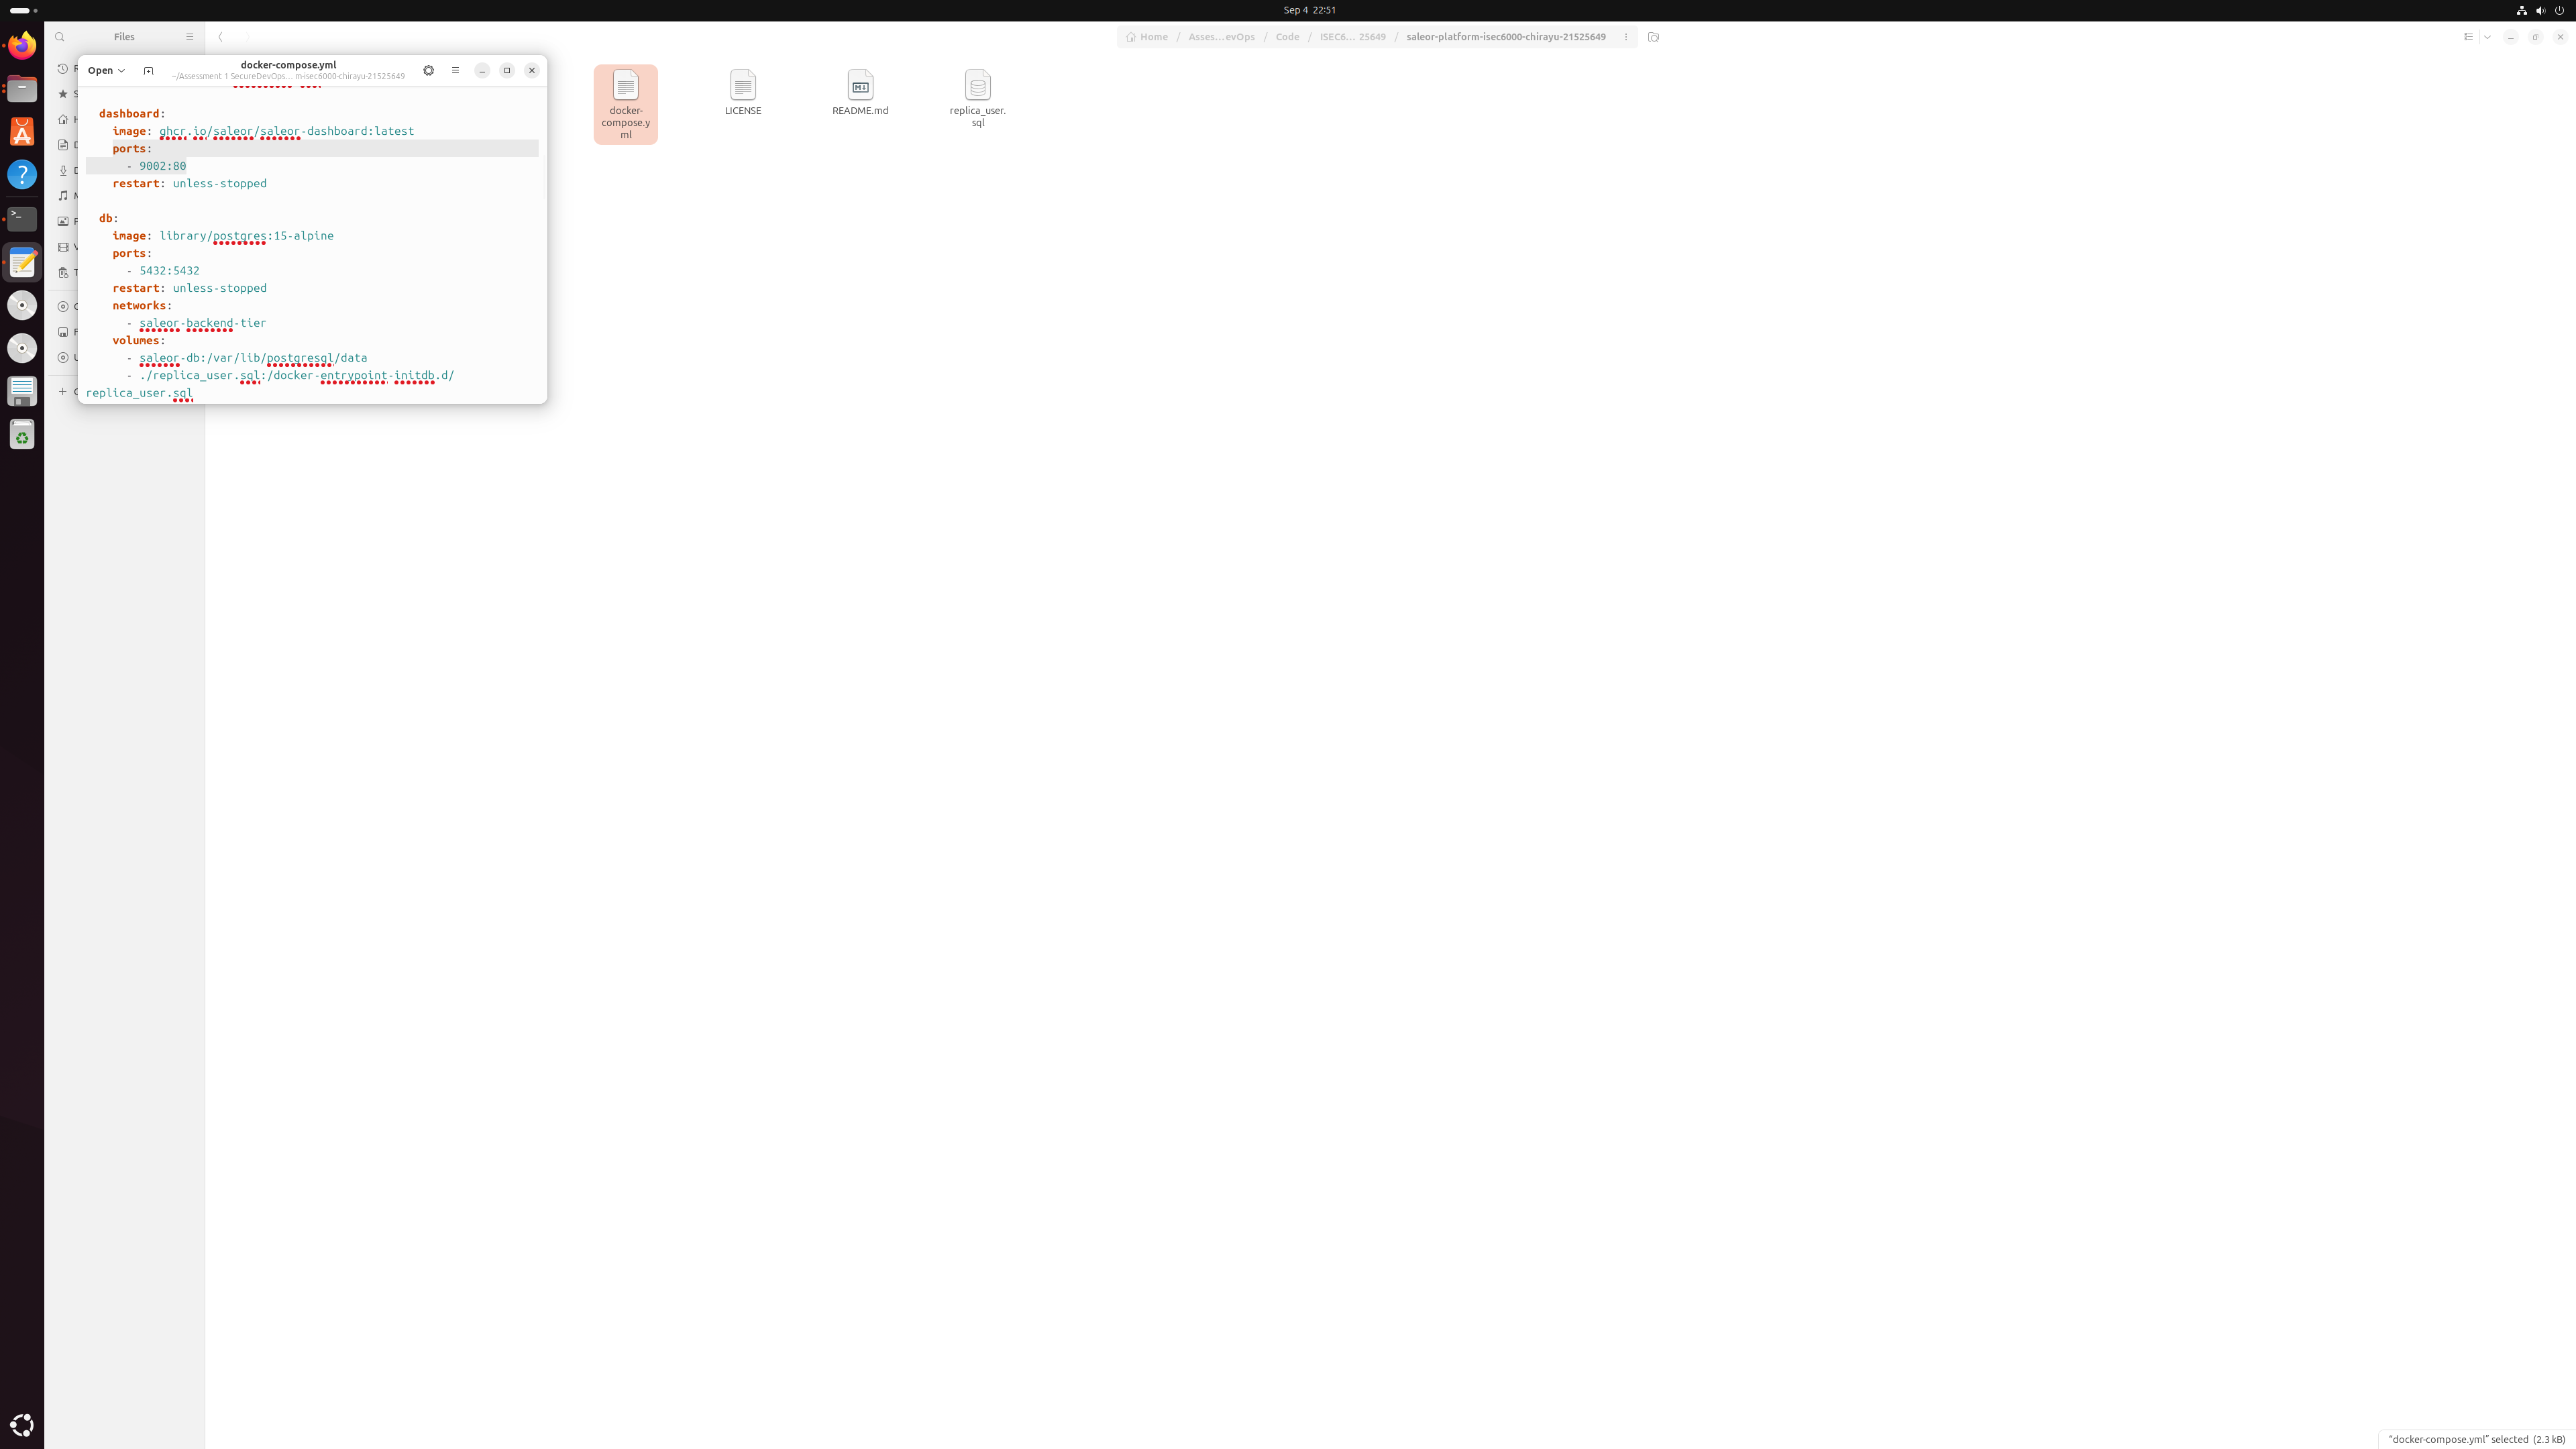 Sep 4 22:51
Files
Home / Asses…evOps / Code / ISEC6… 25649 / saleor-platform-isec6000-chirayu-21525649
Open
docker-compose.yml
~/Assessment 1 SecureDevOps… m-isec6000-chirayu-21525649
dashboard:
image: ghcr.io/saleor/saleor-dashboard:latest
ports:
- 9002:80
restart: unless-stopped
db:
image: library/postgres:15-alpine
ports:
- 5432:5432
restart: unless-stopped
networks:
- saleor-backend-tier
volumes:
- saleor-db:/var/lib/postgresql/data
- ./replica_user.sql:/docker-entrypoint-initdb.d/
replica_user.sql
docker-
compose.y
ml
LICENSE
README.md
replica_user.
sql
"docker-compose.yml" selected (2.3 kB)